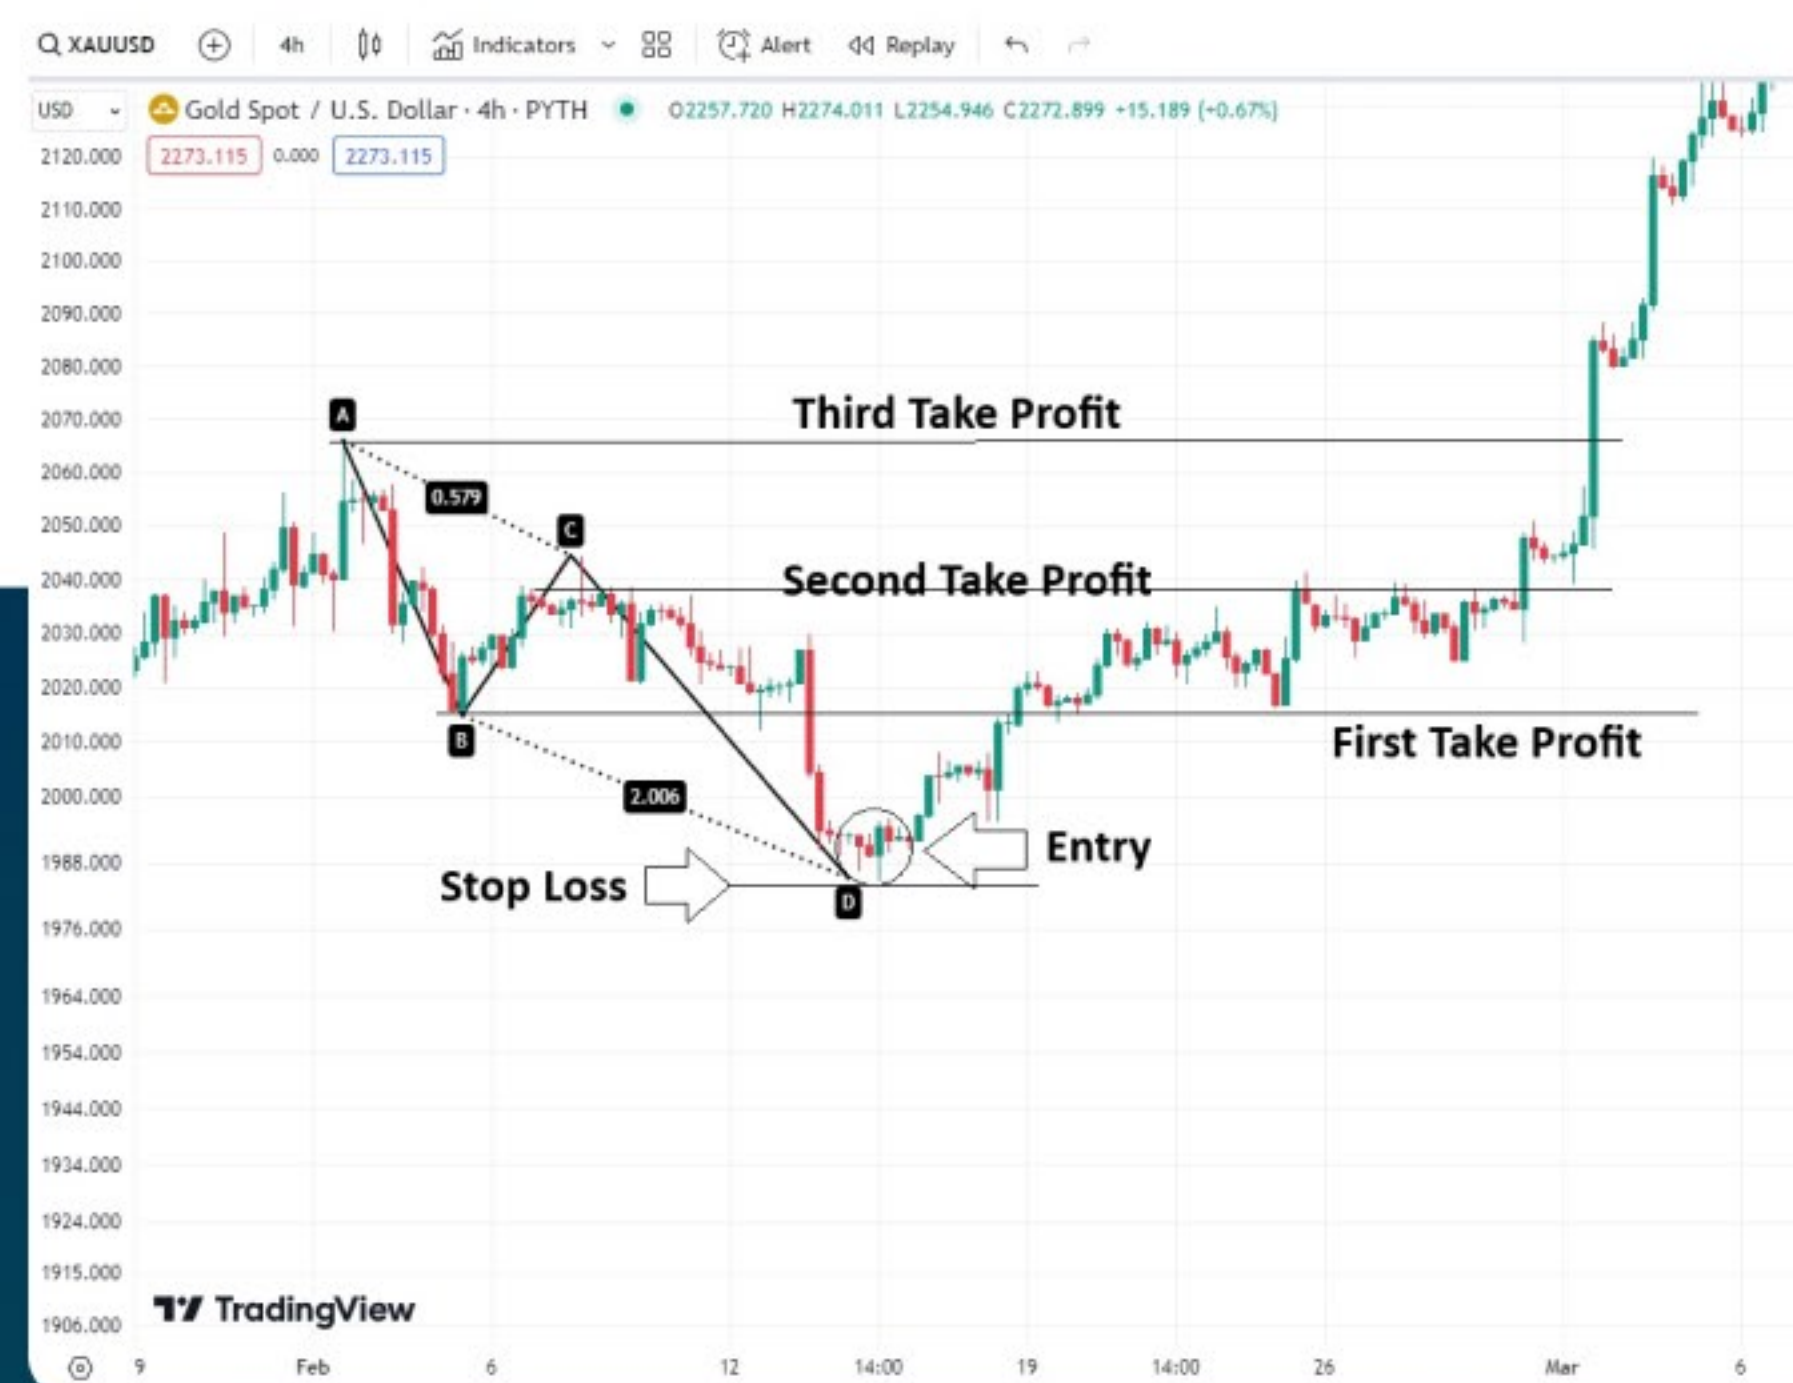 XAUUSD 4h Indicators Alert Replay
USD Gold Spot / U.S. Dollar · 4h · PYTH O2257.720 H2274.011 L2254.946 C2272.899 +15.189 (+0.67%)
2273.115 0.000 2273.115
2120.000
2110.000
2100.000
2090.000
2080.000
2070.000
2060.000
2050.000
2040.000
2030.000
2020.000
2010.000
2000.000
1988.000
1976.000
1964.000
1954.000
1944.000
1934.000
1924.000
1915.000
1906.000
A
Third Take Profit
0.579
C
Second Take Profit
B
First Take Profit
2.006
Entry
Stop Loss
D
TradingView
9 Feb 6 12 14:00 19 14:00 26 Mar 6